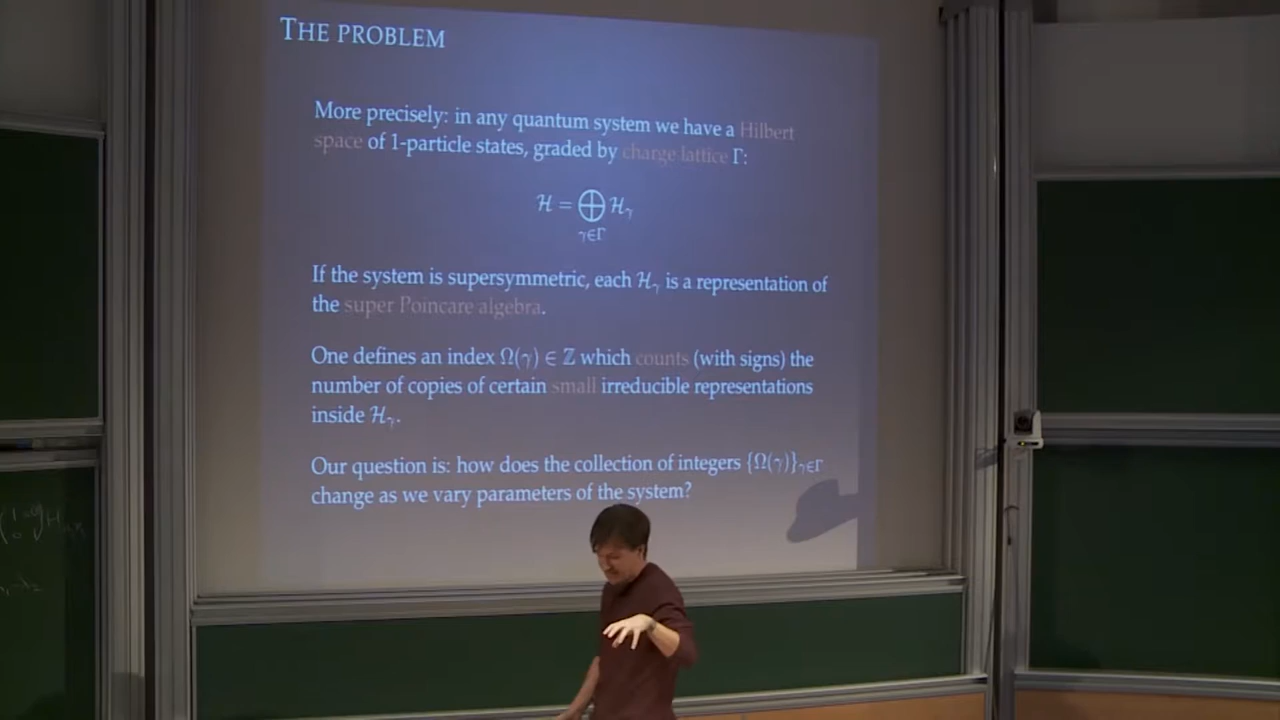 THE PROBLEM
More precisely: in any quantum system we have a Hilbert
space of 1-particle states, graded by charge lattice Γ:
ℋ = ⨁ ℋ_γ
γ∈Γ
If the system is supersymmetric, each ℋ_γ is a representation of
the super Poincare algebra.
One defines an index Ω(γ) ∈ ℤ which counts (with signs) the
number of copies of certain small irreducible representations
inside ℋ_γ.
Our question is: how does the collection of integers {Ω(γ)}_γ∈Γ
change as we vary parameters of the system?